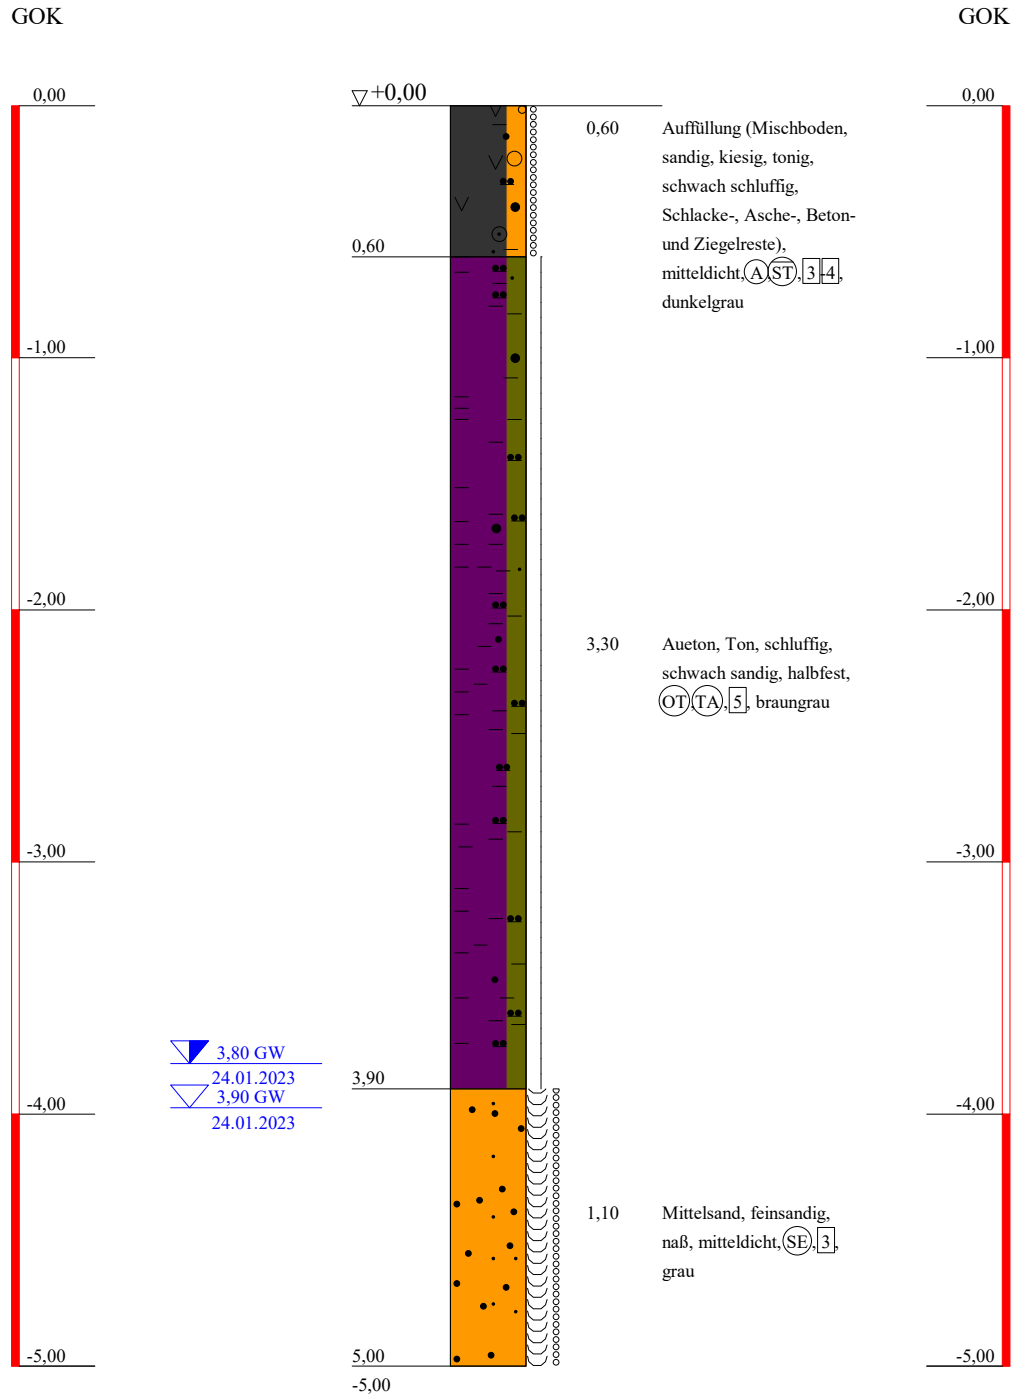 GOK
GOK
0,00
+0,00
0,00
0,60
Auffüllung (Mischboden,
sandig, kiesig, tonig,
schwach schluffig,
Schlacke-, Asche-, Beton-
und Ziegelreste),
mitteldicht, A, ST, 3-4,
dunkelgrau
0,60
-1,00
-1,00
-2,00
-2,00
3,30
Aueton, Ton, schluffig,
schwach sandig, halbfest,
OT, TA, 5, braungrau
-3,00
-3,00
3,80 GW
24.01.2023
3,90 GW
24.01.2023
3,90
-4,00
-4,00
1,10
Mittelsand, feinsandig,
naß, mitteldicht, SE, 3,
grau
-5,00
5,00
-5,00
-5,00